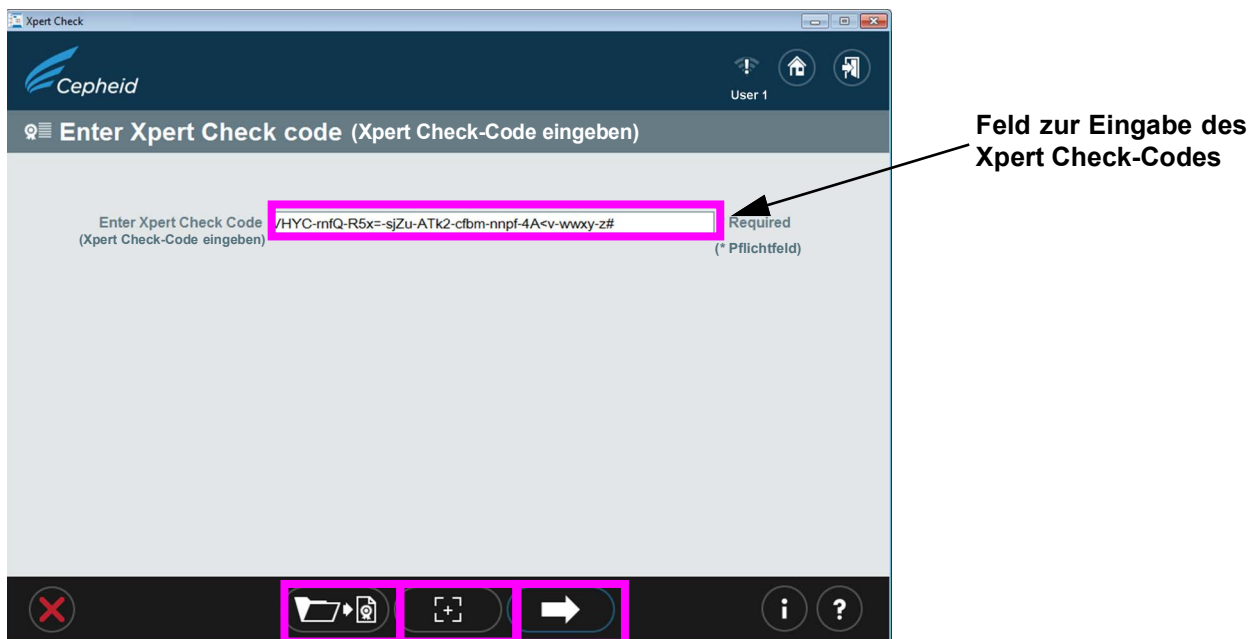 Xpert Check
Cepheid
User 1
Enter Xpert Check code (Xpert Check-Code eingeben)
Feld zur Eingabe des
Xpert Check-Codes
Enter Xpert Check Code
(Xpert Check-Code eingeben)
/HYC-rnfQ-R5x=-sjZu-ATk2-cfbm-nnpf-4A<v-wwxy-z#
Required
(* Pflichtfeld)
i
?